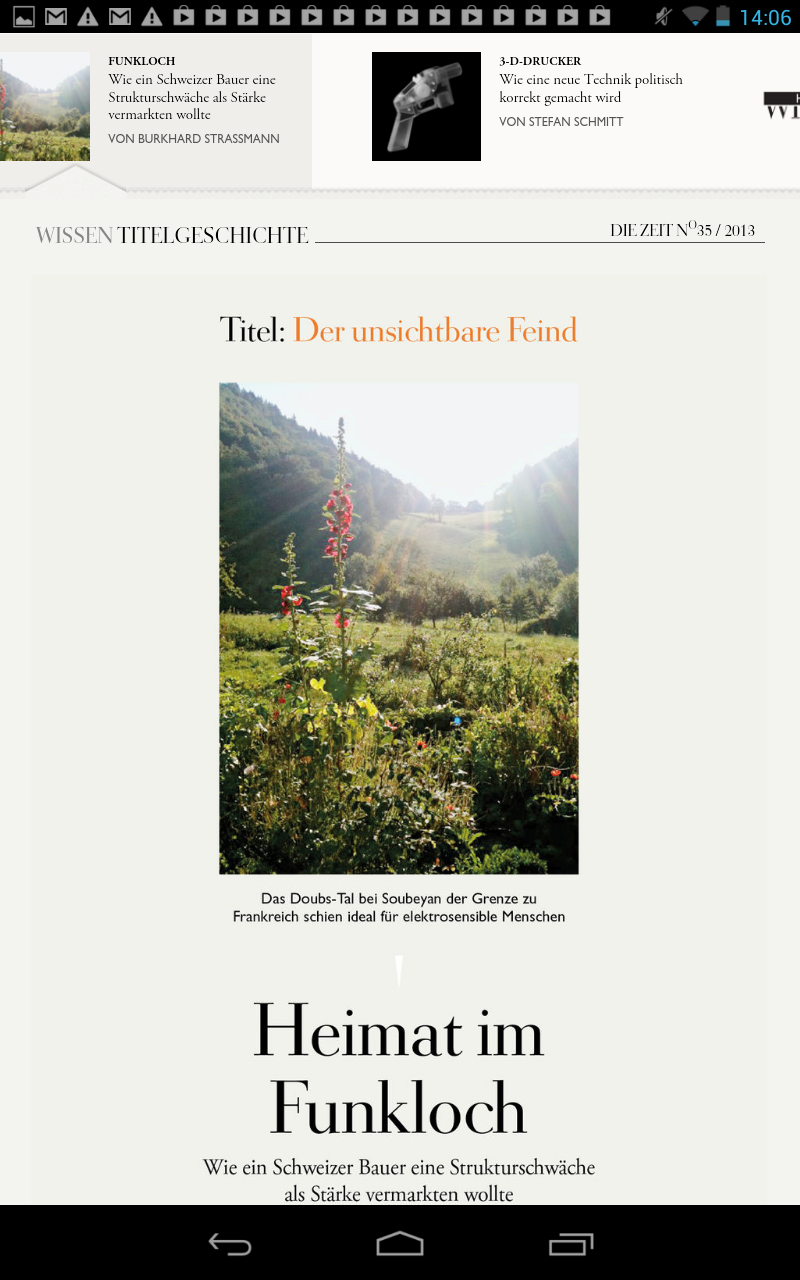 14:06
FUNKLOCH
Wie ein Schweizer Bauer eine
Strukturschwäche als Stärke
vermarkten wollte
VON BURKHARD STRASSMANN
3-D-DRUCKER
Wie eine neue Technik politisch
korrekt gemacht wird
VON STEFAN SCHMITT
WISSEN TITELGESCHICHTE
DIE ZEIT NO35 / 2013
Titel: Der unsichtbare Feind
Das Doubs-Tal bei Soubeyan der Grenze zu
Frankreich schien ideal für elektrosensible Menschen
Heimat im
Funkloch
Wie ein Schweizer Bauer eine Strukturschwäche
als Stärke vermarkten wollte